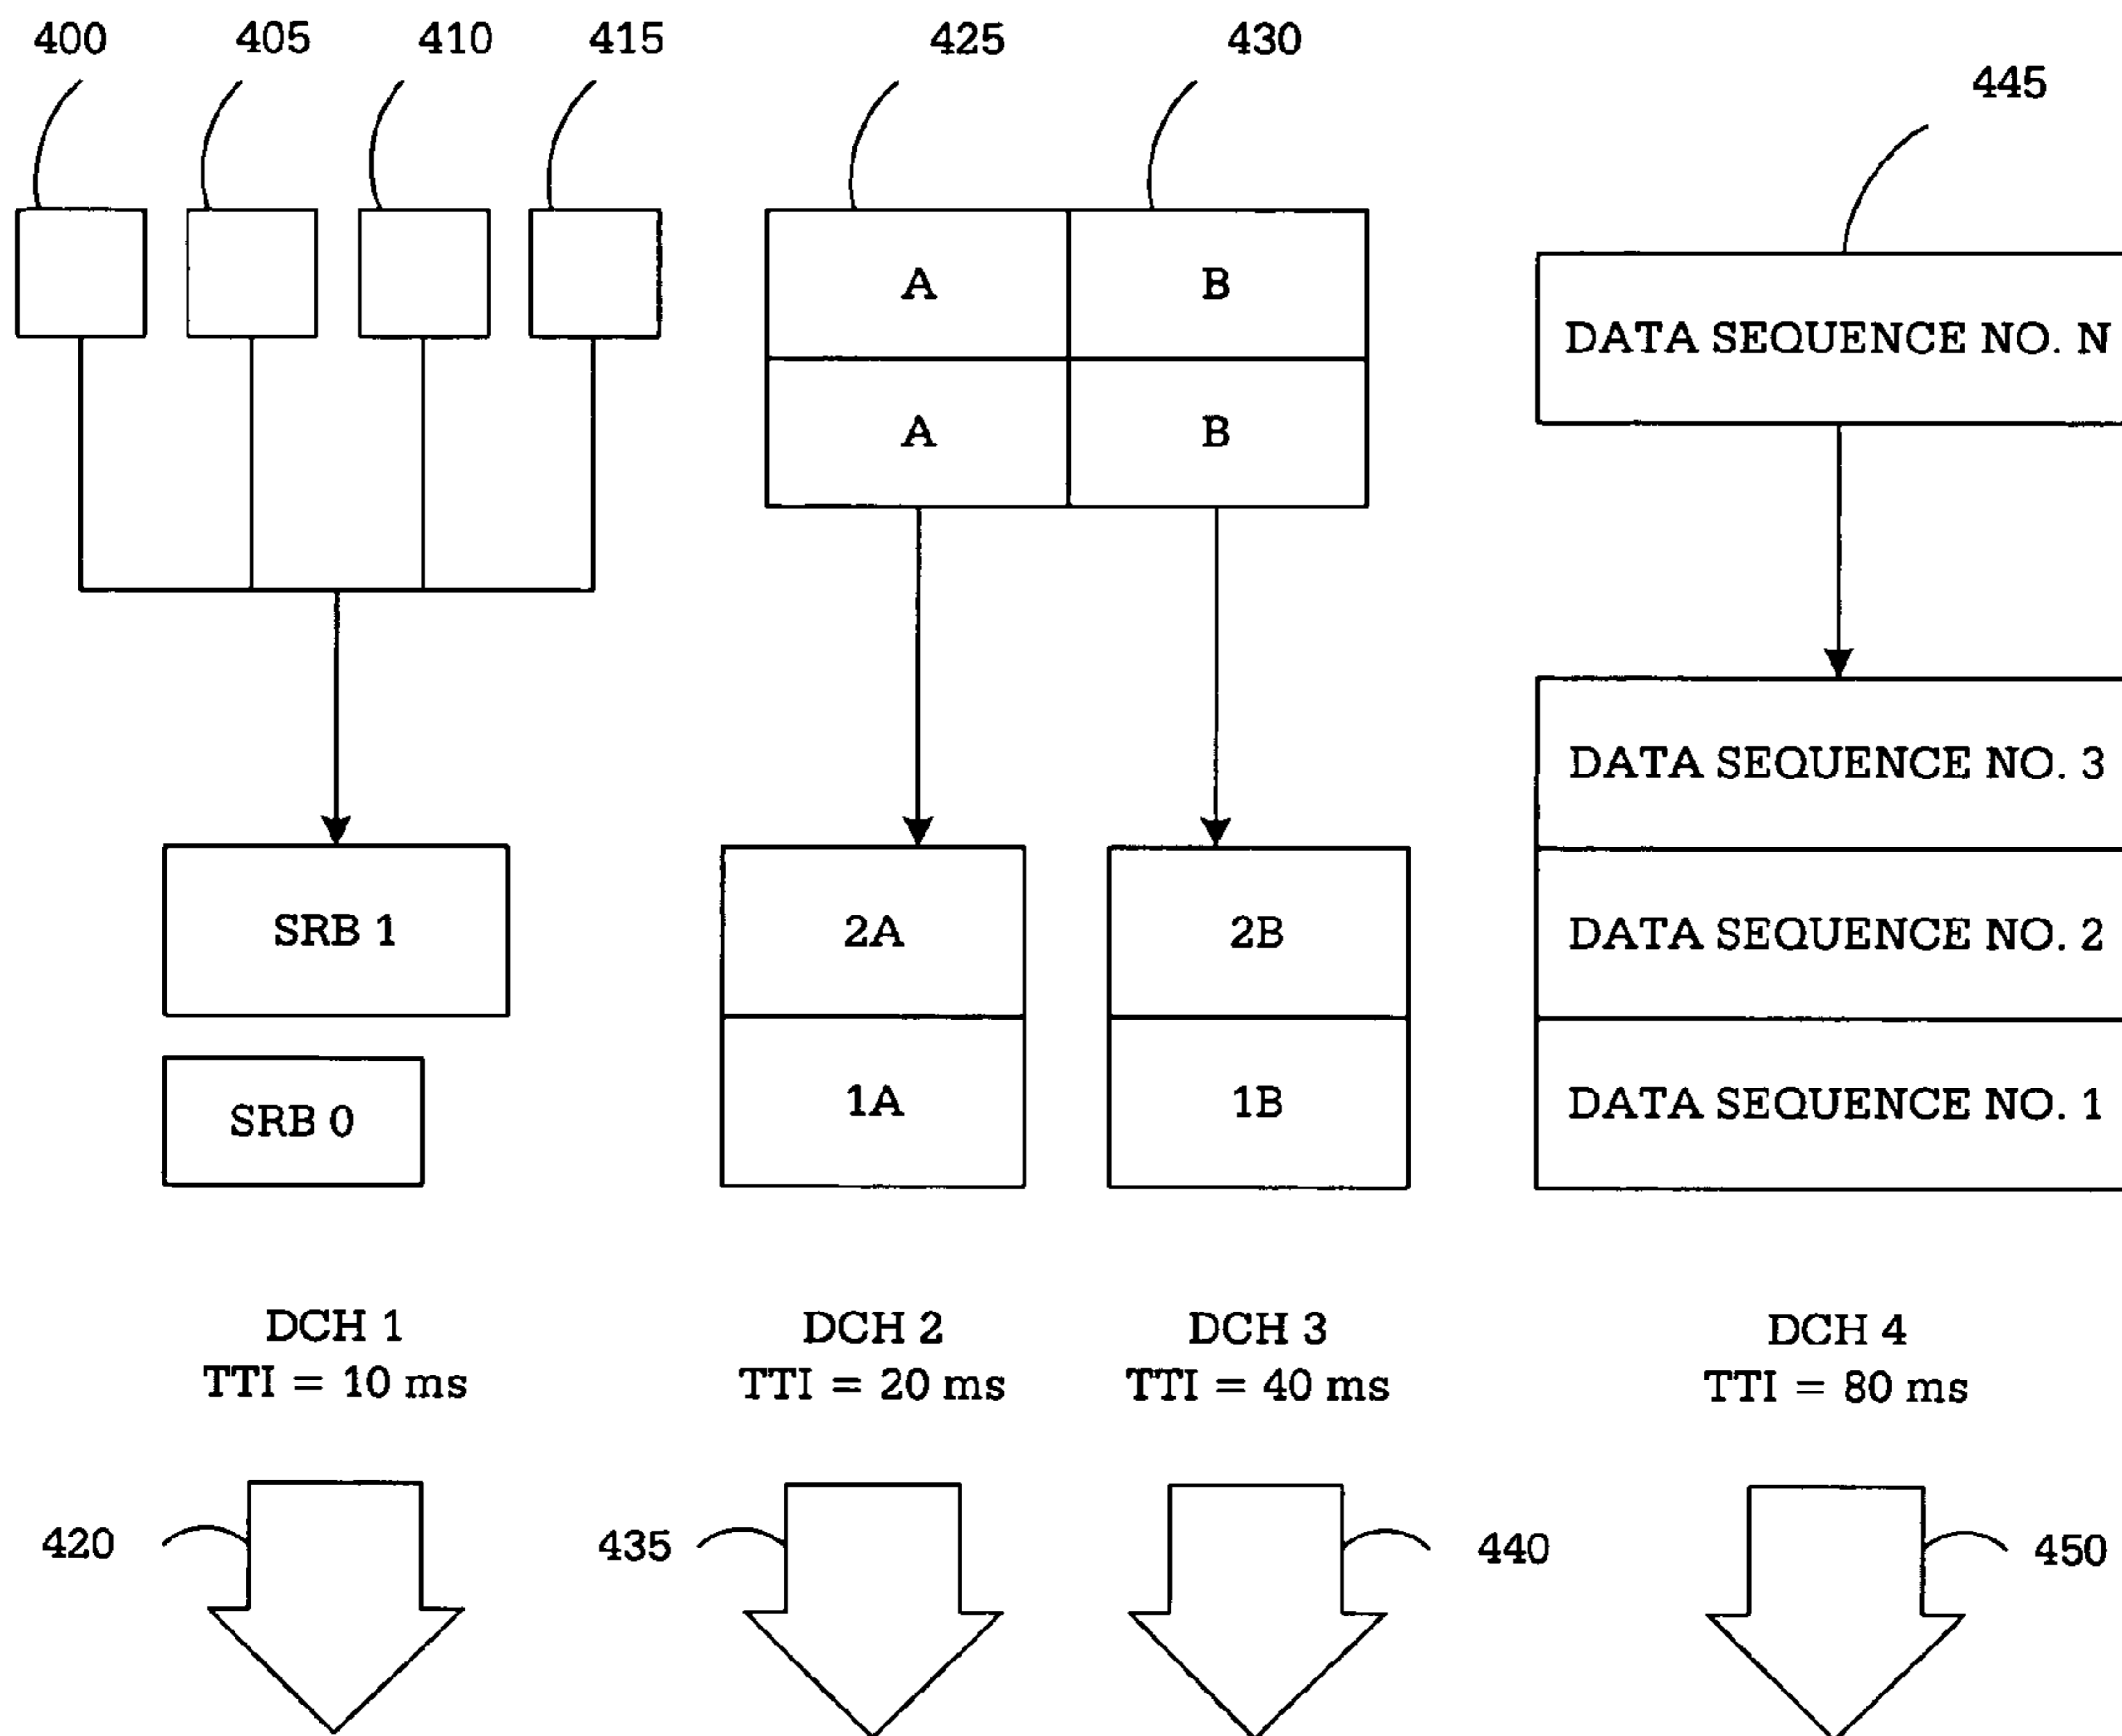 400 405 410 415 425 430
445
A B
DATA SEQUENCE NO. N
A B
DATA SEQUENCE NO. 3
SRB 1 2A 2B DATA SEQUENCE NO. 2
SRB 0 1A 1B DATA SEQUENCE NO. 1
DCH 1 DCH 2 DCH 3 DCH 4
TTI = 10 ms TTI = 20 ms TTI = 40 ms TTI = 80 ms
420 435 440 450